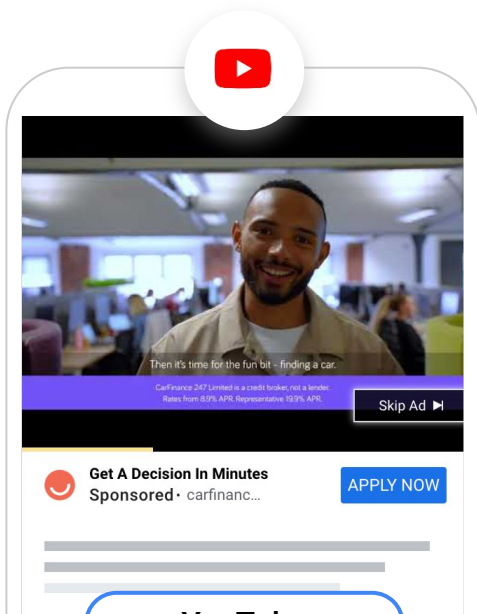 Then it's time for the fun bit - finding a car.
CarFinance 247 Limited is a credit broker, not a lender.
Rates from 8.9% APR. Representative 19.9% APR.
Skip Ad
Get A Decision In Minutes
Sponsored · carfinanc...
APPLY NOW